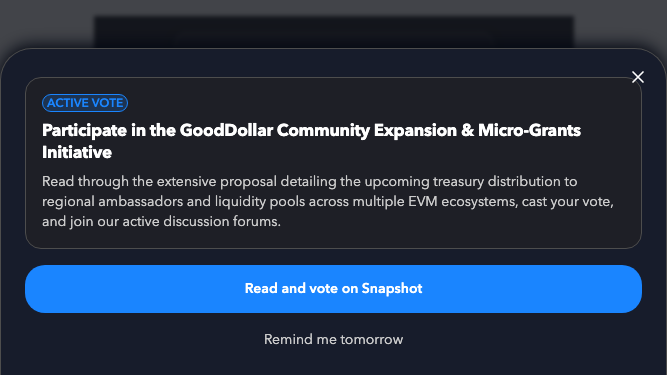 ACTIVE VOTE
Participate in the GoodDollar Community Expansion & Micro-Grants
Initiative
Read through the extensive proposal detailing the upcoming treasury distribution to
regional ambassadors and liquidity pools across multiple EVM ecosystems, cast your vote,
and join our active discussion forums.
Read and vote on Snapshot
Remind me tomorrow